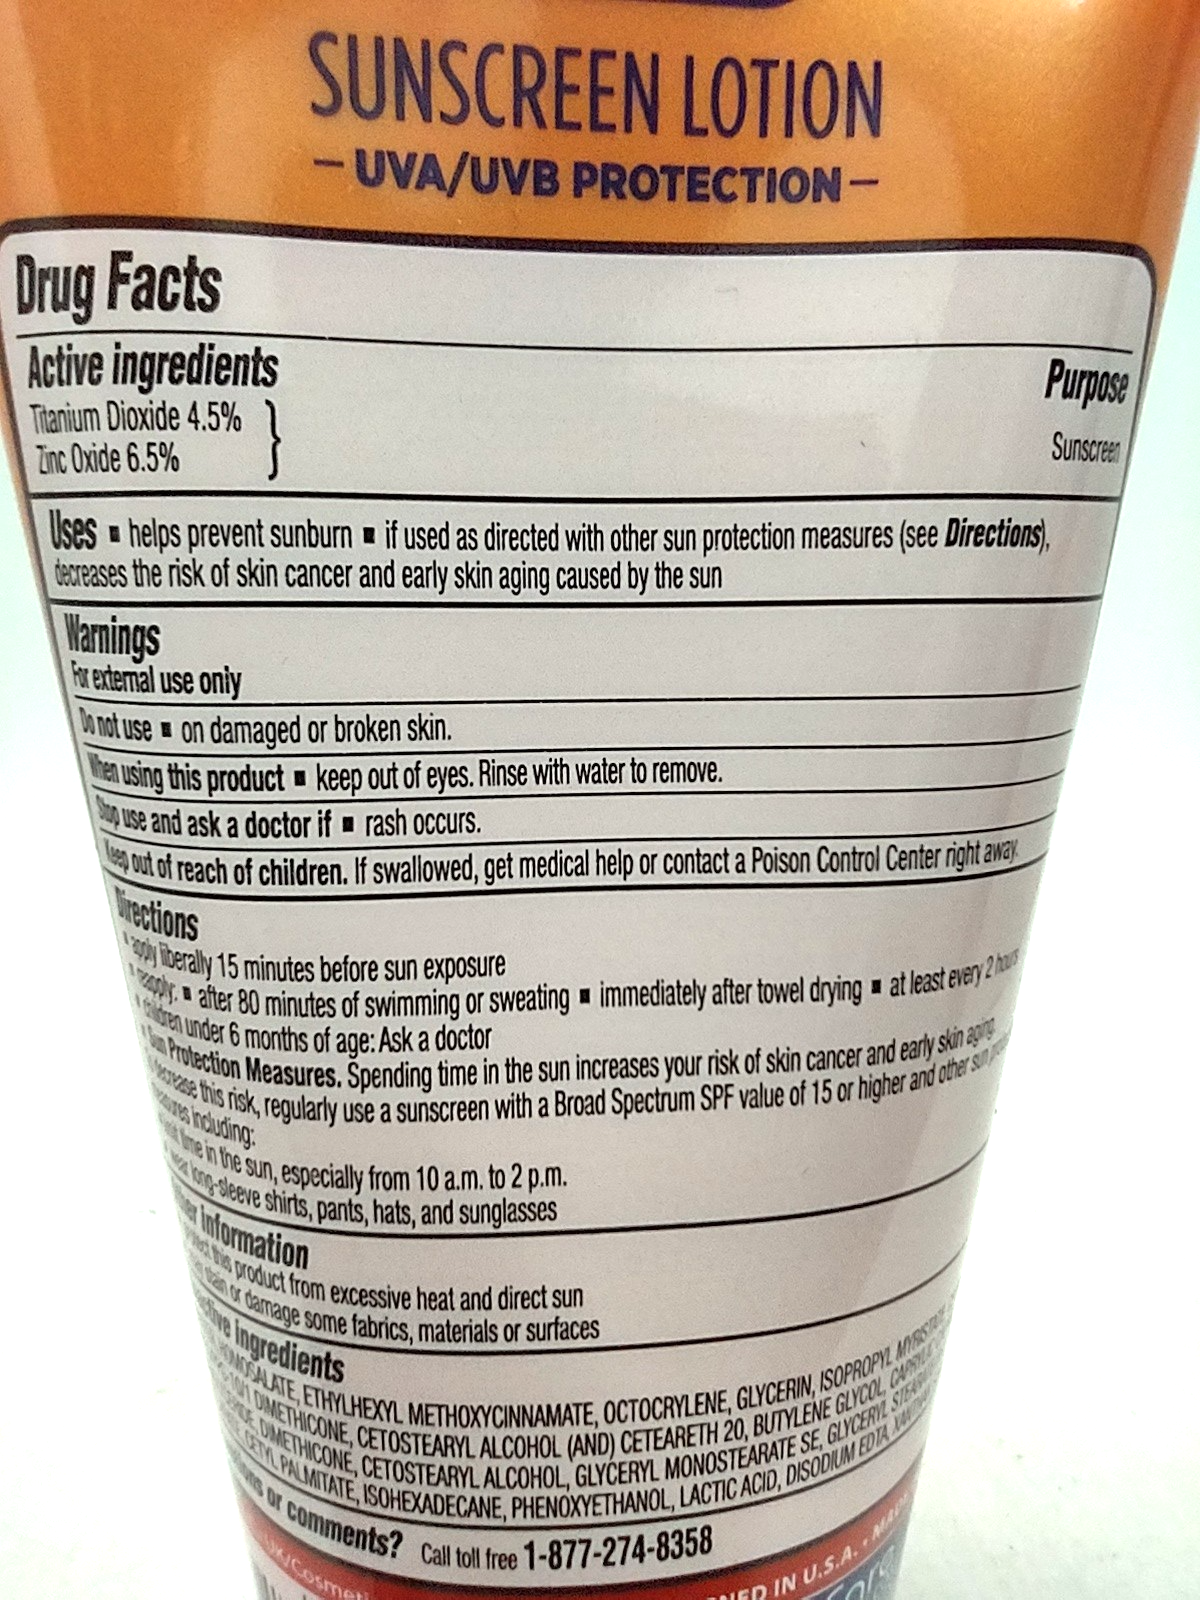 SUNSCREEN LOTION
– UVA/UVB PROTECTION –
Drug Facts
Active ingredients Purpose
Titanium Dioxide 4.5%
Zinc Oxide 6.5% } Sunscreen
Uses ▪ helps prevent sunburn ▪ if used as directed with other sun protection measures (see Directions),
decreases the risk of skin cancer and early skin aging caused by the sun
Warnings
For external use only
Do not use ▪ on damaged or broken skin.
When using this product ▪ keep out of eyes. Rinse with water to remove.
Stop use and ask a doctor if ▪ rash occurs.
Keep out of reach of children. If swallowed, get medical help or contact a Poison Control Center right away.
Directions
▪ apply liberally 15 minutes before sun exposure
▪ reapply: ▪ after 80 minutes of swimming or sweating ▪ immediately after towel drying ▪ at least every 2 hours
▪ children under 6 months of age: Ask a doctor
▪ Sun Protection Measures. Spending time in the sun increases your risk of skin cancer and early skin aging.
decrease this risk, regularly use a sunscreen with a Broad Spectrum SPF value of 15 or higher and other sun
measures including:
time in the sun, especially from 10 a.m. to 2 p.m.
wear long-sleeve shirts, pants, hats, and sunglasses
information
this product from excessive heat and direct sun
stain or damage some fabrics, materials or surfaces
ingredients
HOMOSALATE, ETHYLHEXYL METHOXYCINNAMATE, OCTOCRYLENE, GLYCERIN, ISOPROPYL MYRISTATE
DIMETHICONE, CETOSTEARYL ALCOHOL (AND) CETEARETH 20, BUTYLENE GLYCOL,
DIMETHICONE, CETOSTEARYL ALCOHOL, GLYCERYL MONOSTEARATE SE, GLYCERYL
CETYL PALMITATE, ISOHEXADECANE, PHENOXYETHANOL, LACTIC ACID, DISODIUM EDTA,
or comments? Call toll free 1-877-274-8358
IN U.S.A. •